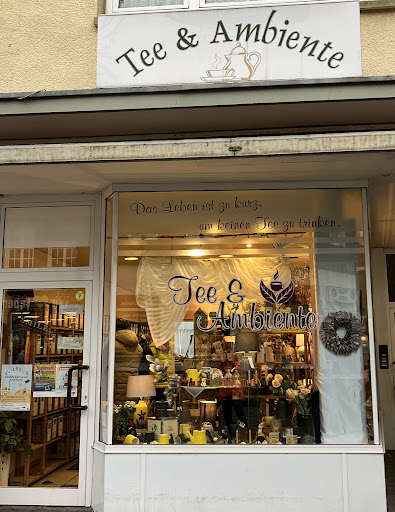 Tee & Ambiente
Das Leben ist zu kurz,
um keinen Tee zu trinken.
Tee &
Ambiente